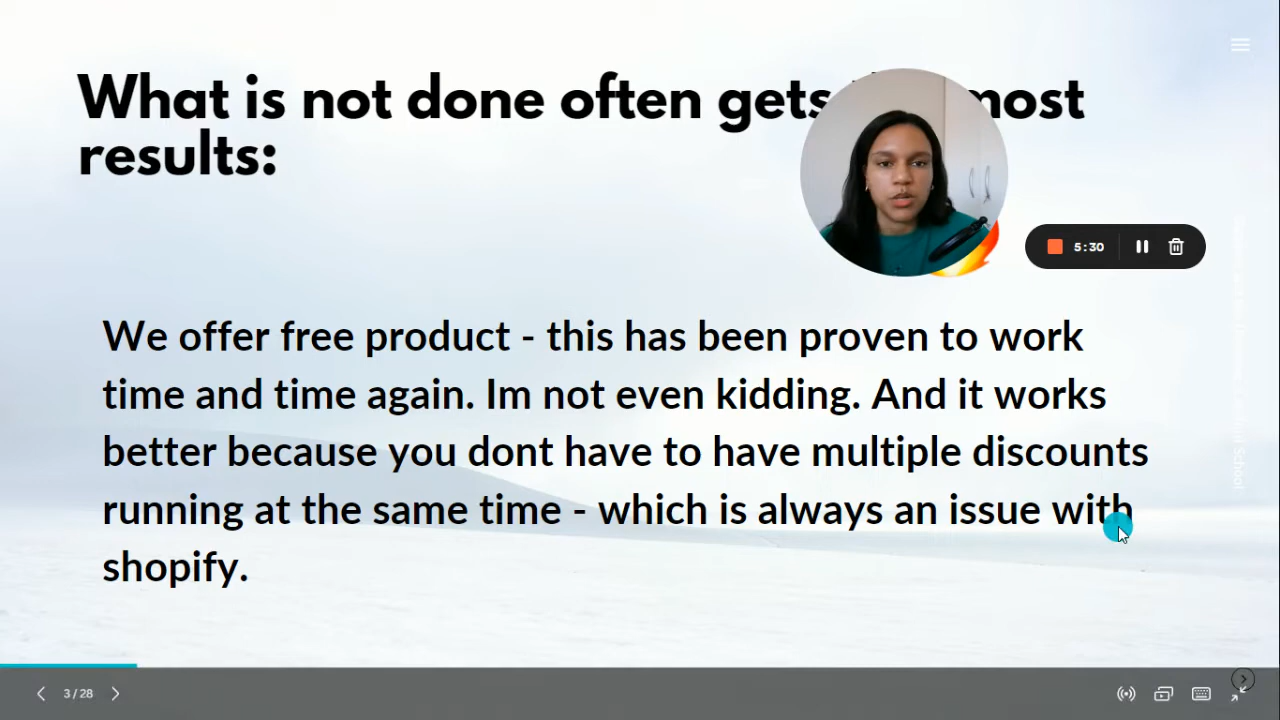 What is not done often gets most
results:
5:30
We offer free product - this has been proven to work
time and time again. Im not even kidding. And it works
better because you dont have to have multiple discounts
running at the same time - which is always an issue with
shopify.
School
3 / 28